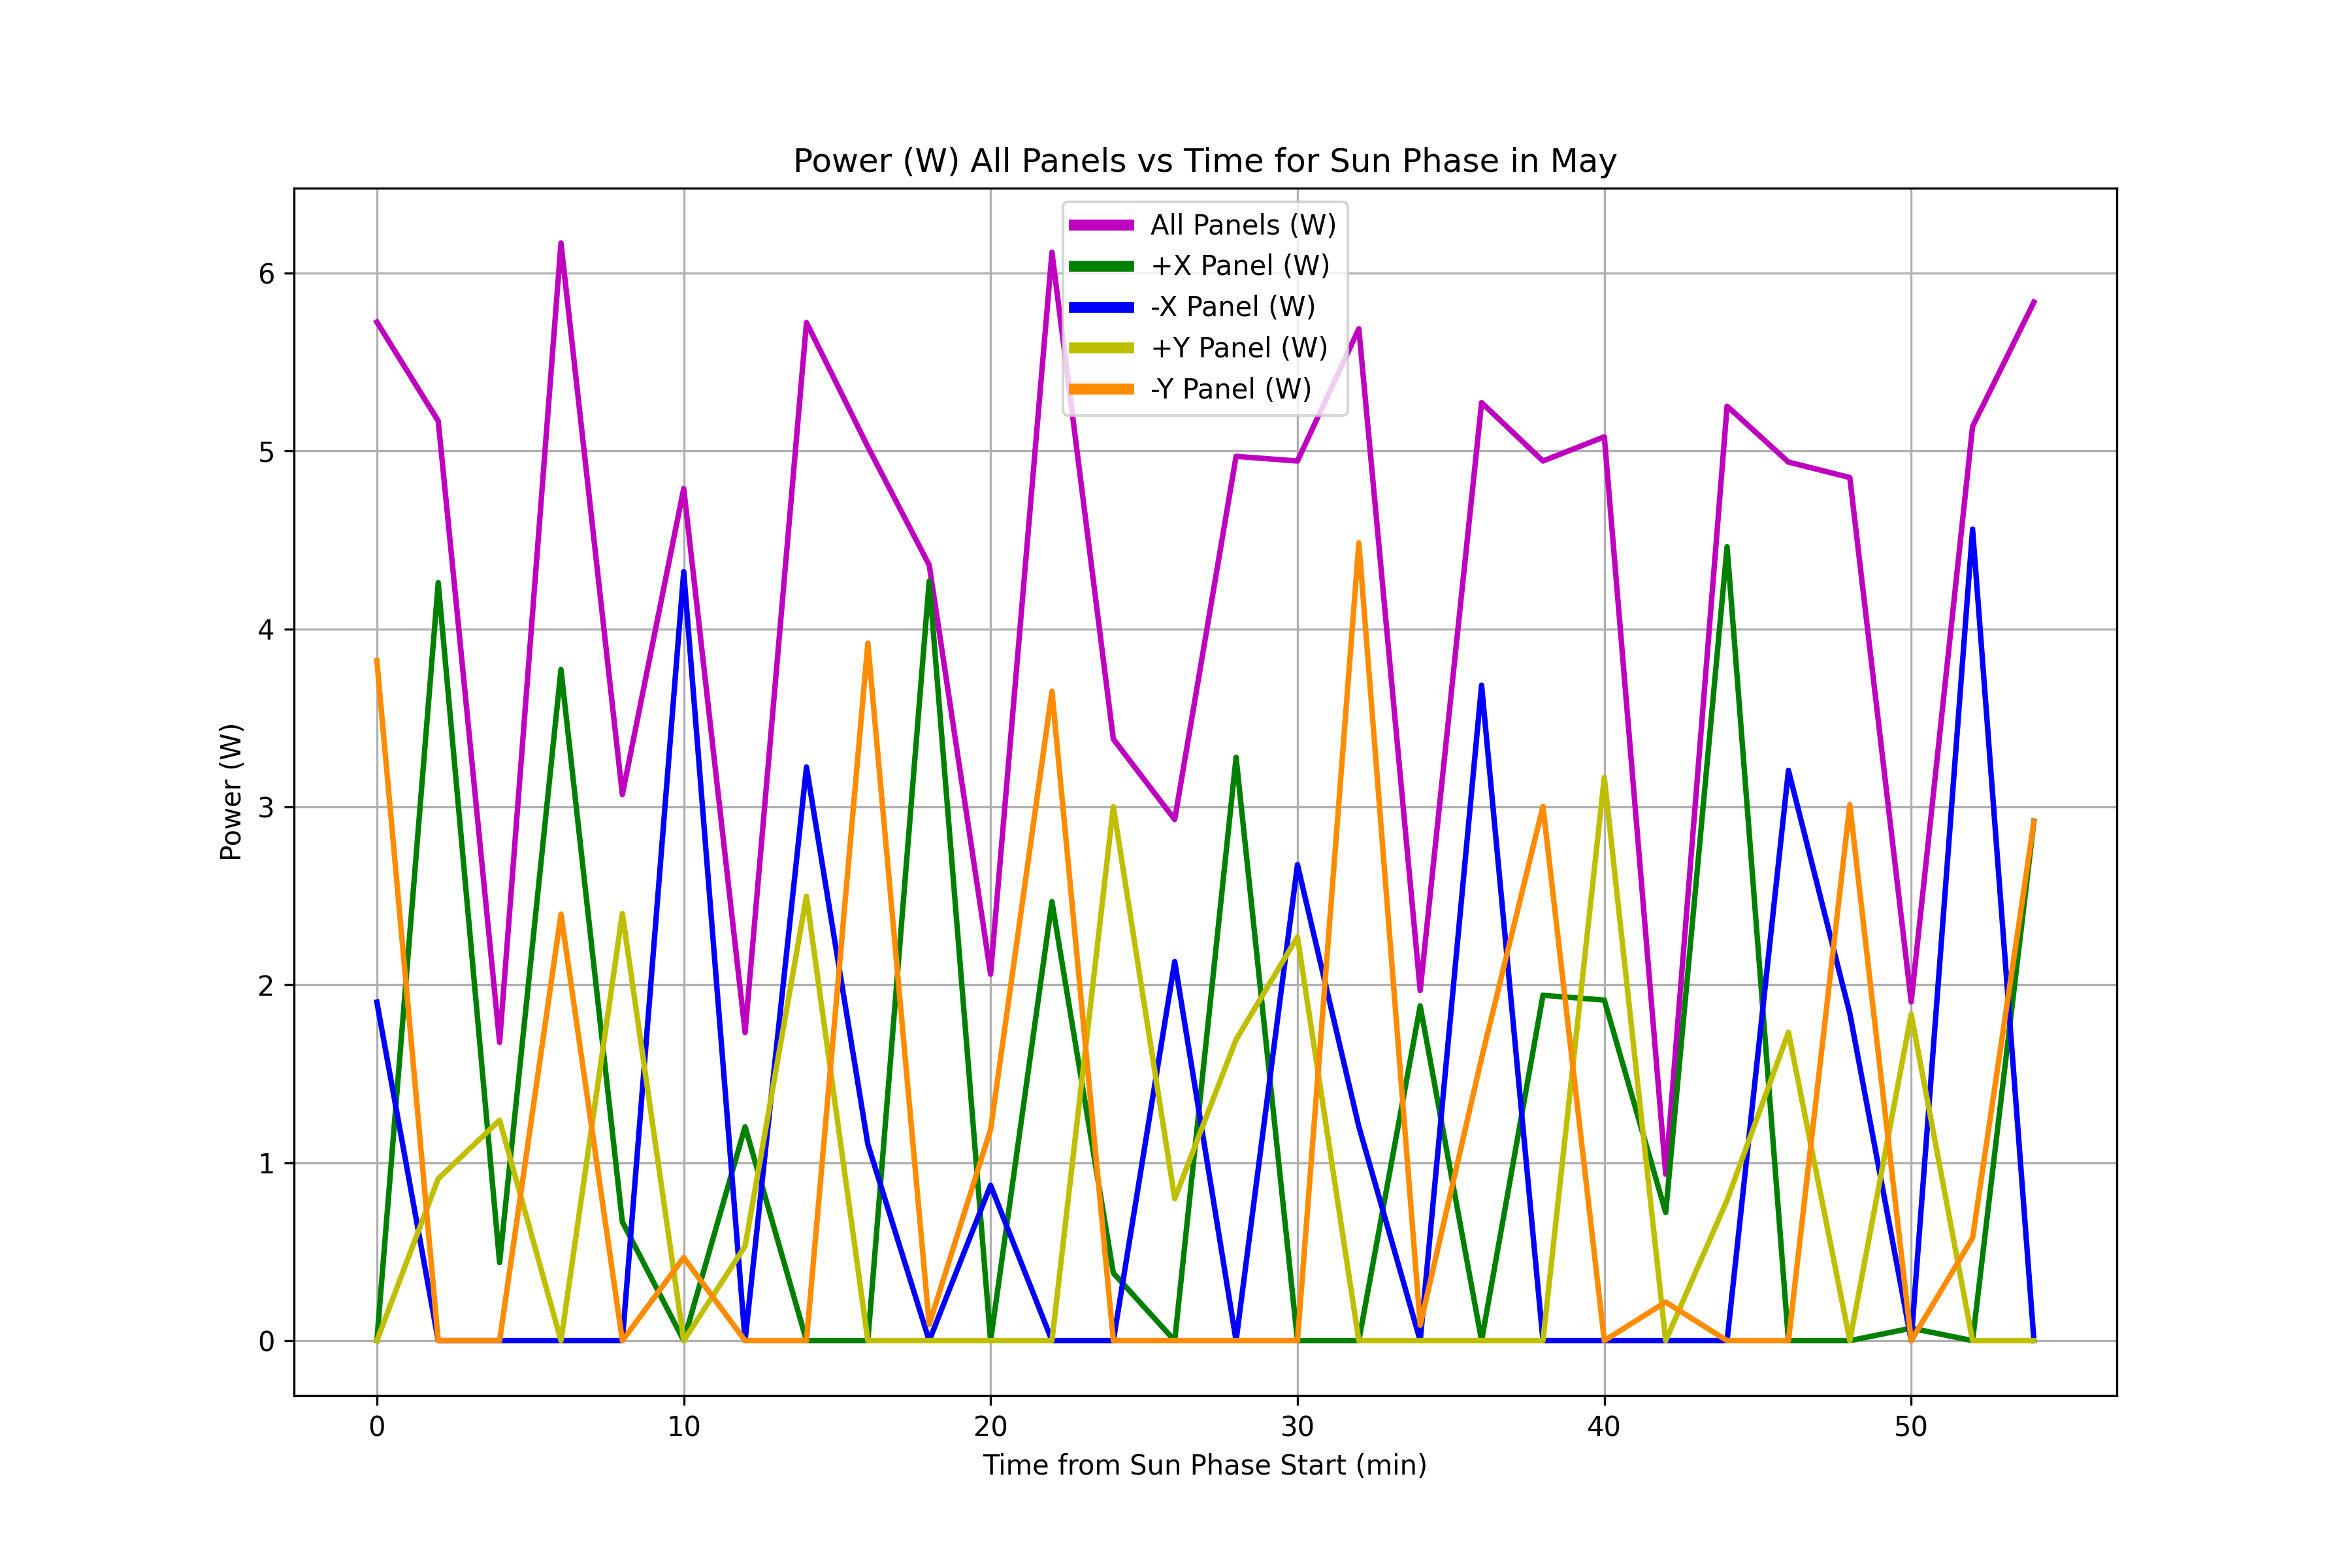 Power (W) All Panels vs Time for Sun Phase in May
All Panels (W)
+X Panel (W)
-X Panel (W)
+Y Panel (W)
-Y Panel (W)
Power (W)
6
5
4
3
2
1
0
0 10 20 30 40 50
Time from Sun Phase Start (min)